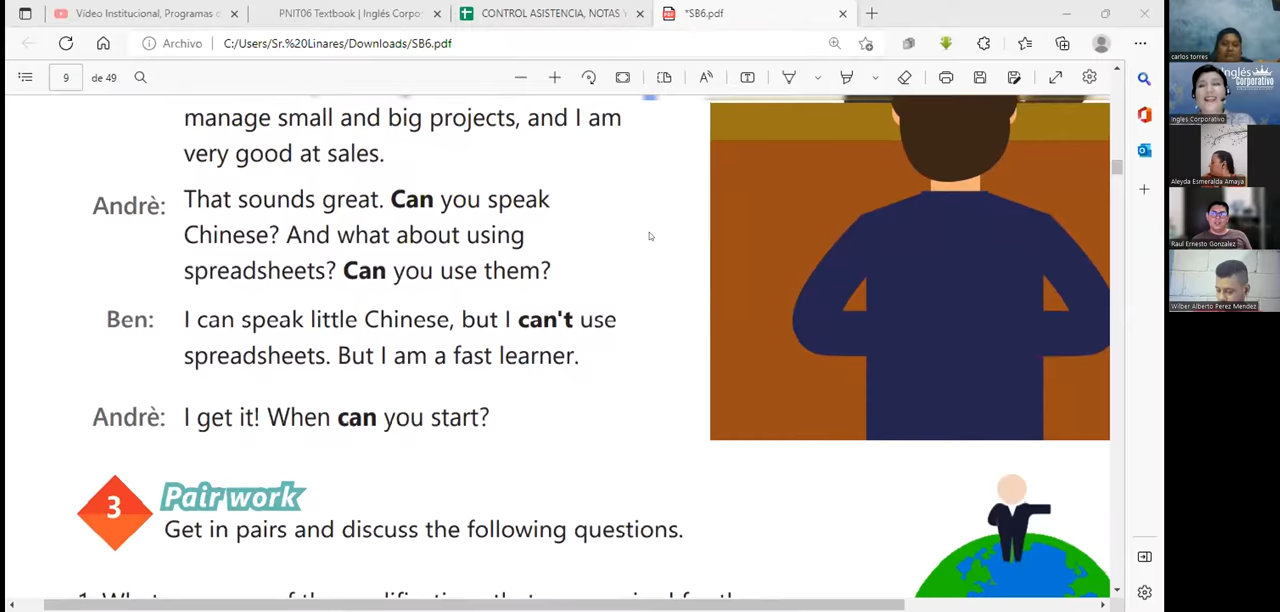 Vídeo Institucional, Programas d
PNIT06 Textbook | Inglés Corpo
CONTROL ASISTENCIA, NOTAS Y
*SB6.pdf
Archivo
C:/Users/Sr.%20Linares/Downloads/SB6.pdf
9
de 49
manage small and big projects, and I am
very good at sales.
Andrè: That sounds great. Can you speak
Chinese? And what about using
spreadsheets? Can you use them?
Ben: I can speak little Chinese, but I can't use
spreadsheets. But I am a fast learner.
Andrè: I get it! When can you start?
3 Pair work
Get in pairs and discuss the following questions.
carlos torres
Inglés
Corporativo
Ingles Corporativo
Aleyda Esmeralda Amaya
Raul Ernesto Gonzalez
Wilber Alberto Perez Mendez